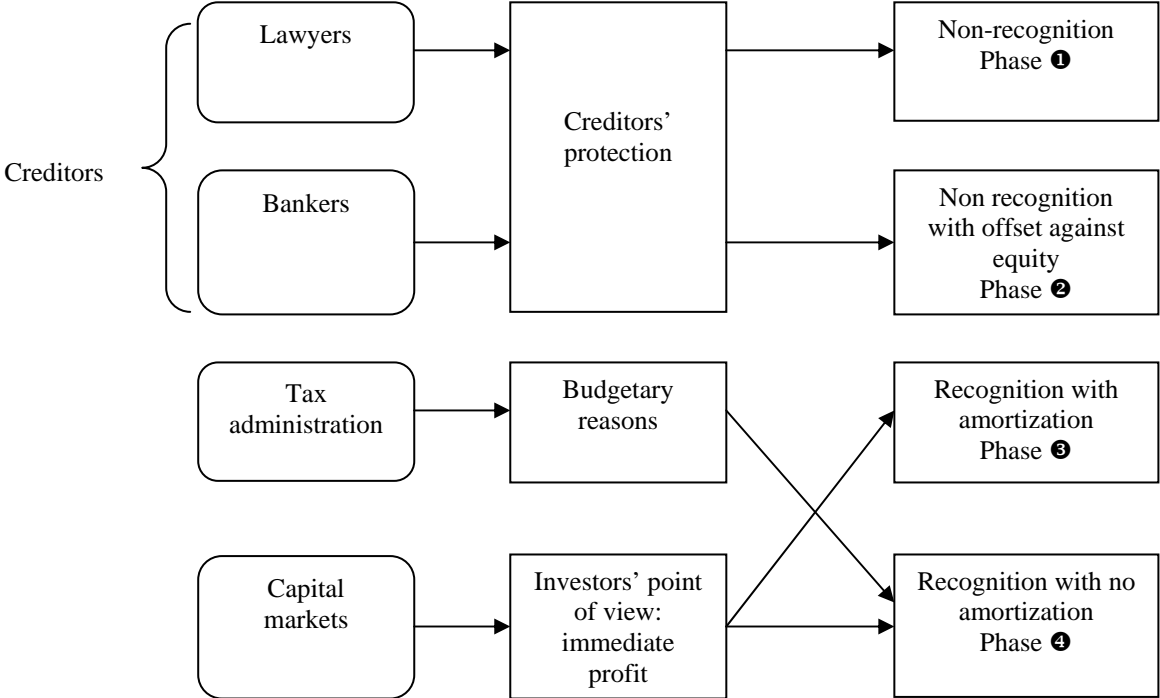 Creditors
Lawyers
Creditors’
protection
Non-recognition
Phase ❶
Bankers
Non recognition
with offset against
equity
Phase ❷
Tax
administration
Budgetary
reasons
Recognition with
amortization
Phase ❸
Capital
markets
Investors’ point
of view:
immediate
profit
Recognition with no
amortization
Phase ❹